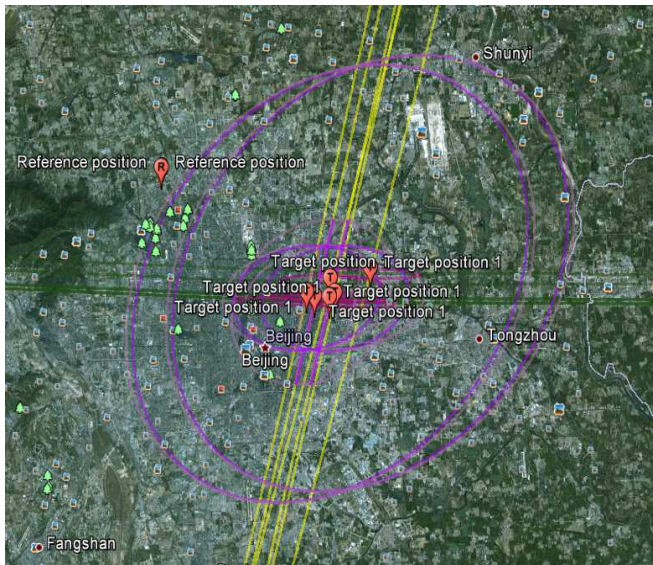 Shunyi
R
Reference position Reference position
Target position Target position 1
T
Target position 1 Target position 1
T
Target position 1 Target position 1
Beijing
Beijing
Tongzhou
Fangshan